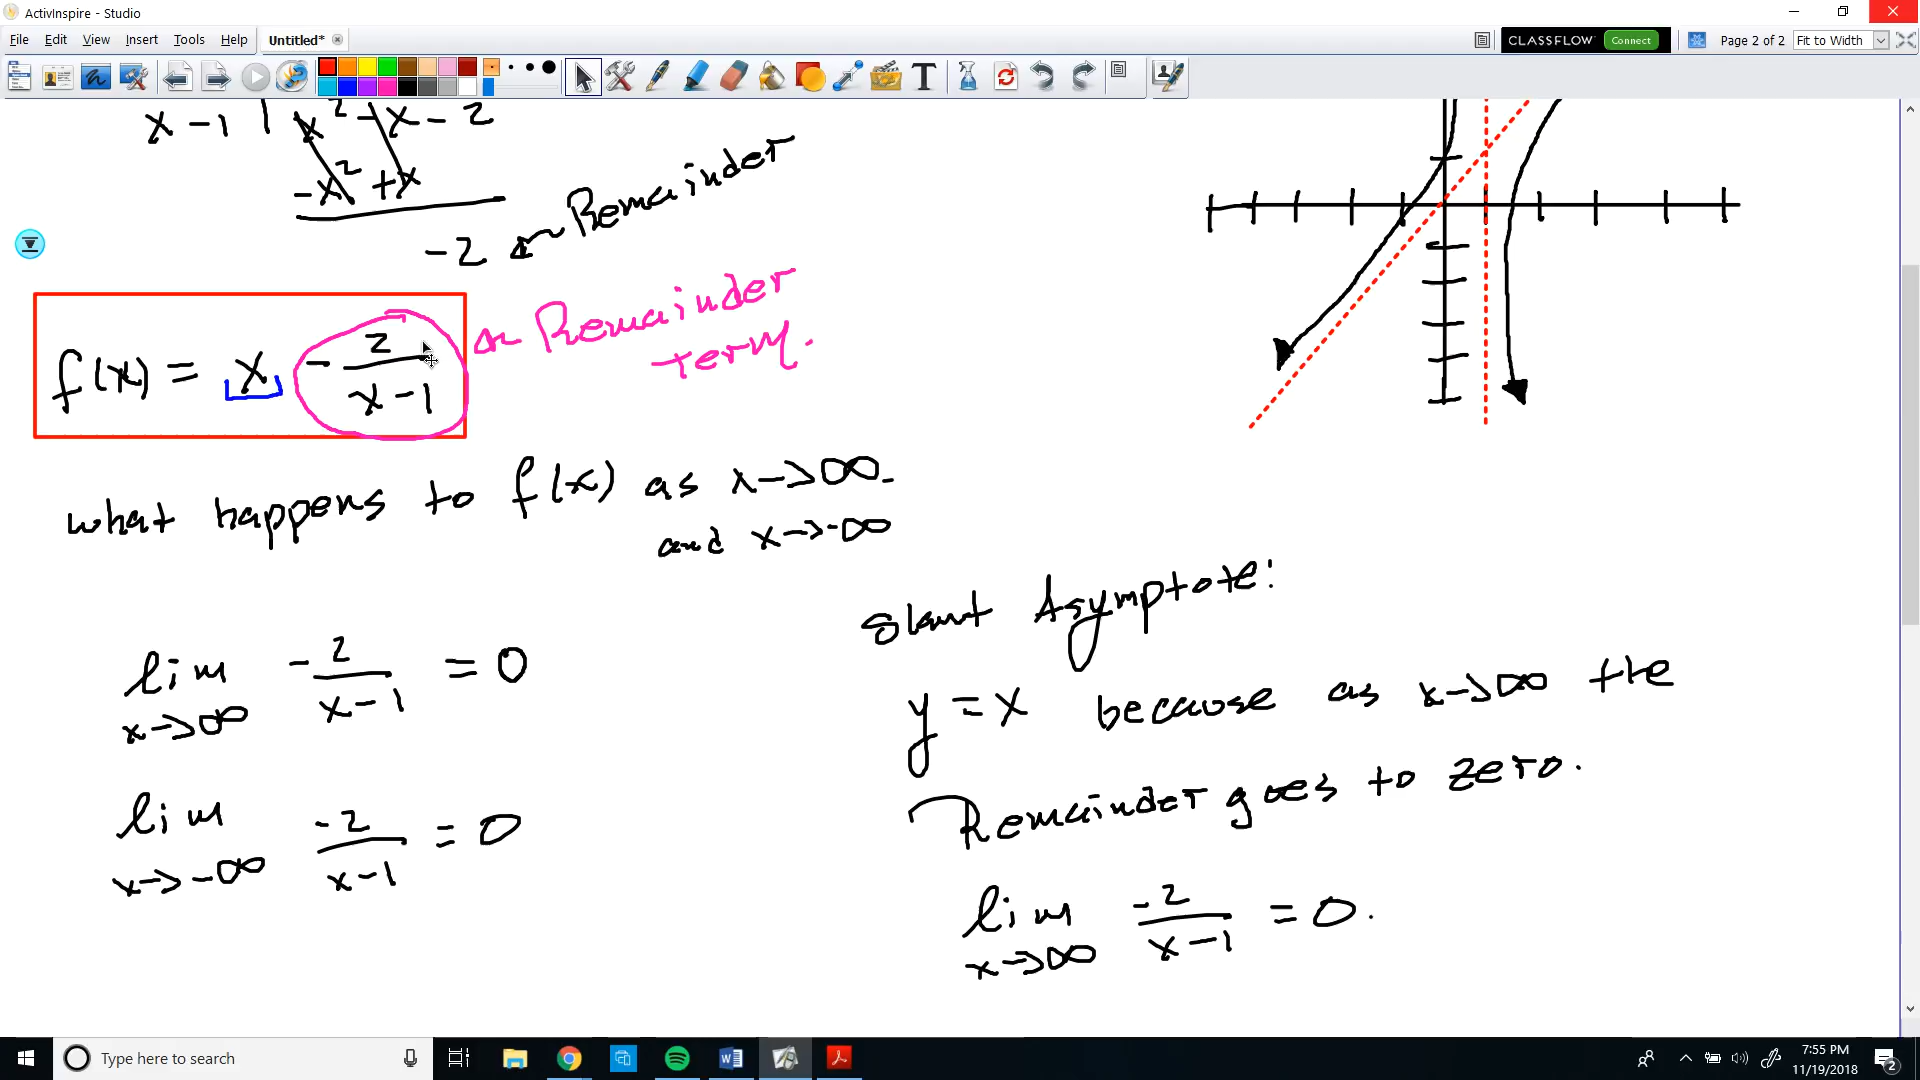 ActivInspire - Studio
File Edit View Insert Tools Help Untitled*
CLASSFLOW Connect Page 2 of 2 Fit to Width
x - 1 | x² - x - 2
-x² + x
-2 Remainder
f(x) = x - 2/(x-1) Remainder term.
what happens to f(x) as x→∞.
and x→-∞
lim x→∞ -2/(x-1) = 0
lim x→-∞ -2/(x-1) = 0
Slant Asymptote:
y = x because as x→∞ the
Remainder goes to zero.
lim x→∞ -2/(x-1) = 0.
Type here to search
7:55 PM
11/19/2018
2